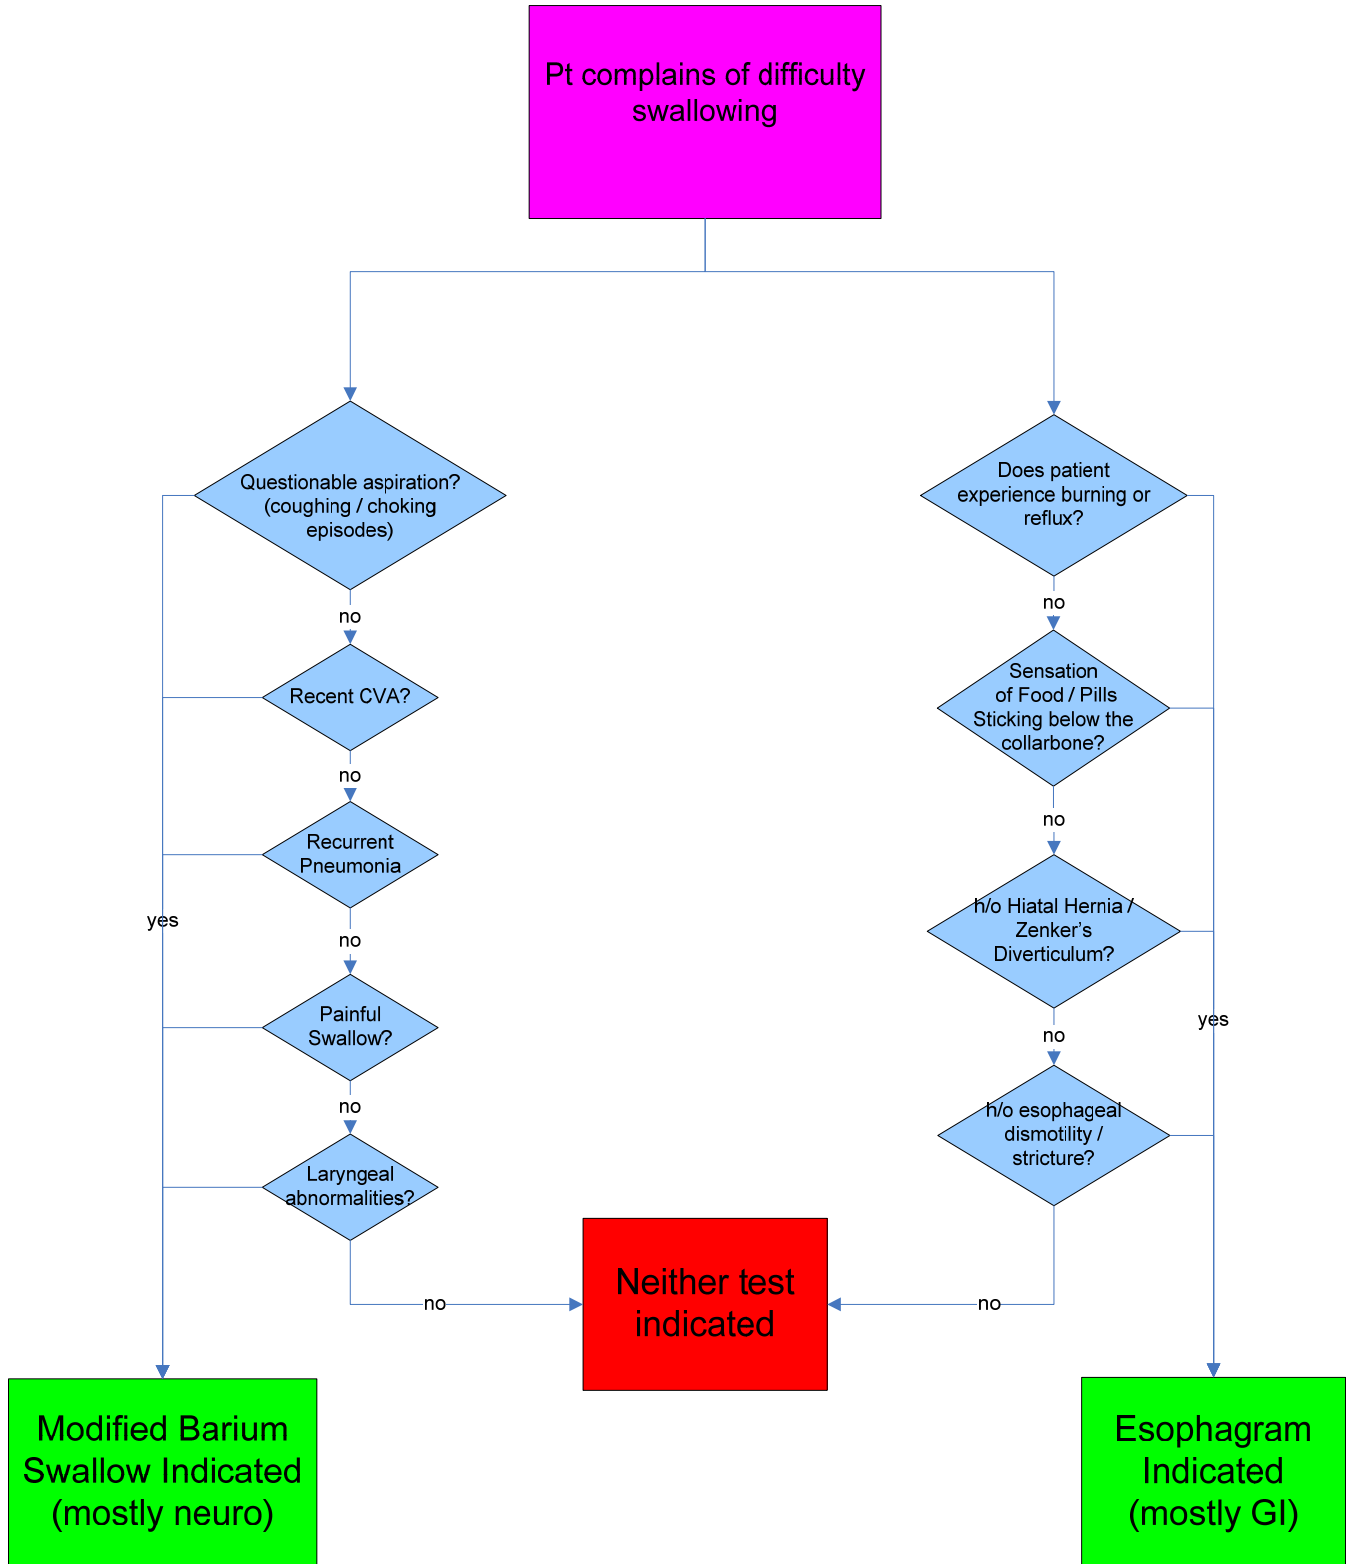 Pt complains of difficulty
swallowing
Questionable aspiration?
(coughing / choking
episodes)
no
Recent CVA?
no
Recurrent
Pneumonia
no
Painful
Swallow?
no
Laryngeal
abnormalities?
no
yes
Modified Barium
Swallow Indicated
(mostly neuro)
Does patient
experience burning or
reflux?
no
Sensation
of Food / Pills
Sticking below the
collarbone?
no
h/o Hiatal Hernia /
Zenker’s
Diverticulum?
no
h/o esophageal
dismotility /
stricture?
no
yes
Neither test
indicated
Esophagram
Indicated
(mostly GI)